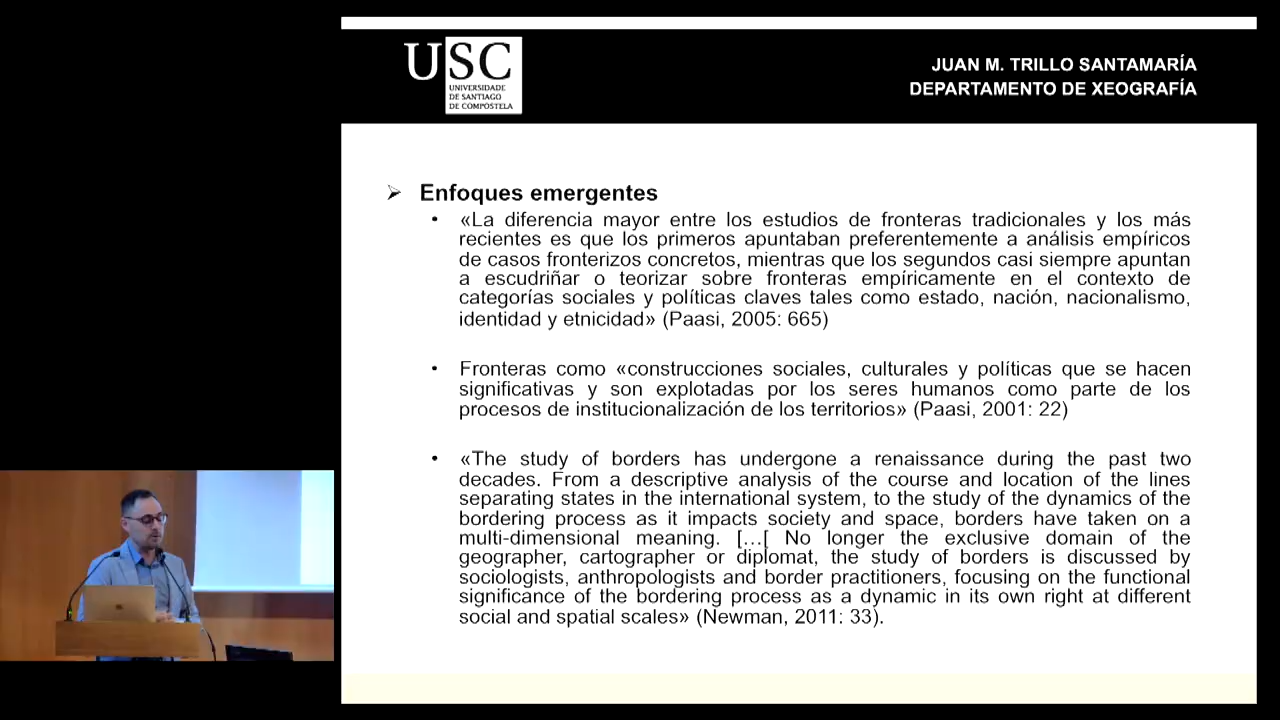 USC
UNIVERSIDADE
DE SANTIAGO
DE COMPOSTELA
JUAN M. TRILLO SANTAMARÍA
DEPARTAMENTO DE XEOGRAFÍA
➢ Enfoques emergentes
• «La diferencia mayor entre los estudios de fronteras tradicionales y los más
recientes es que los primeros apuntaban preferentemente a análisis empíricos
de casos fronterizos concretos, mientras que los segundos casi siempre apuntan
a escudriñar o teorizar sobre fronteras empíricamente en el contexto de
categorías sociales y políticas claves tales como estado, nación, nacionalismo,
identidad y etnicidad» (Paasi, 2005: 665)
• Fronteras como «construcciones sociales, culturales y políticas que se hacen
significativas y son explotadas por los seres humanos como parte de los
procesos de institucionalización de los territorios» (Paasi, 2001: 22)
• «The study of borders has undergone a renaissance during the past two
decades. From a descriptive analysis of the course and location of the lines
separating states in the international system, to the study of the dynamics of the
bordering process as it impacts society and space, borders have taken on a
multi-dimensional meaning. […[ No longer the exclusive domain of the
geographer, cartographer or diplomat, the study of borders is discussed by
sociologists, anthropologists and border practitioners, focusing on the functional
significance of the bordering process as a dynamic in its own right at different
social and spatial scales» (Newman, 2011: 33).